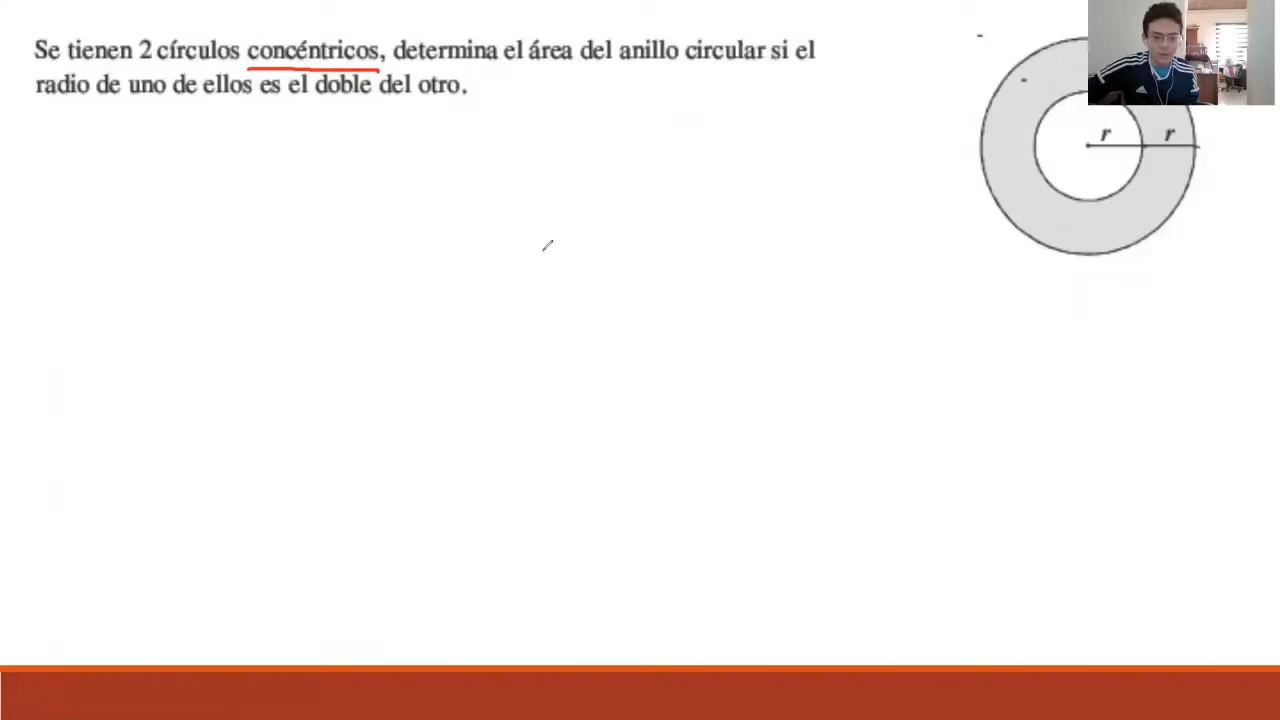 Se tienen 2 círculos concéntricos, determina el área del anillo circular si el
radio de uno de ellos es el doble del otro.
r r